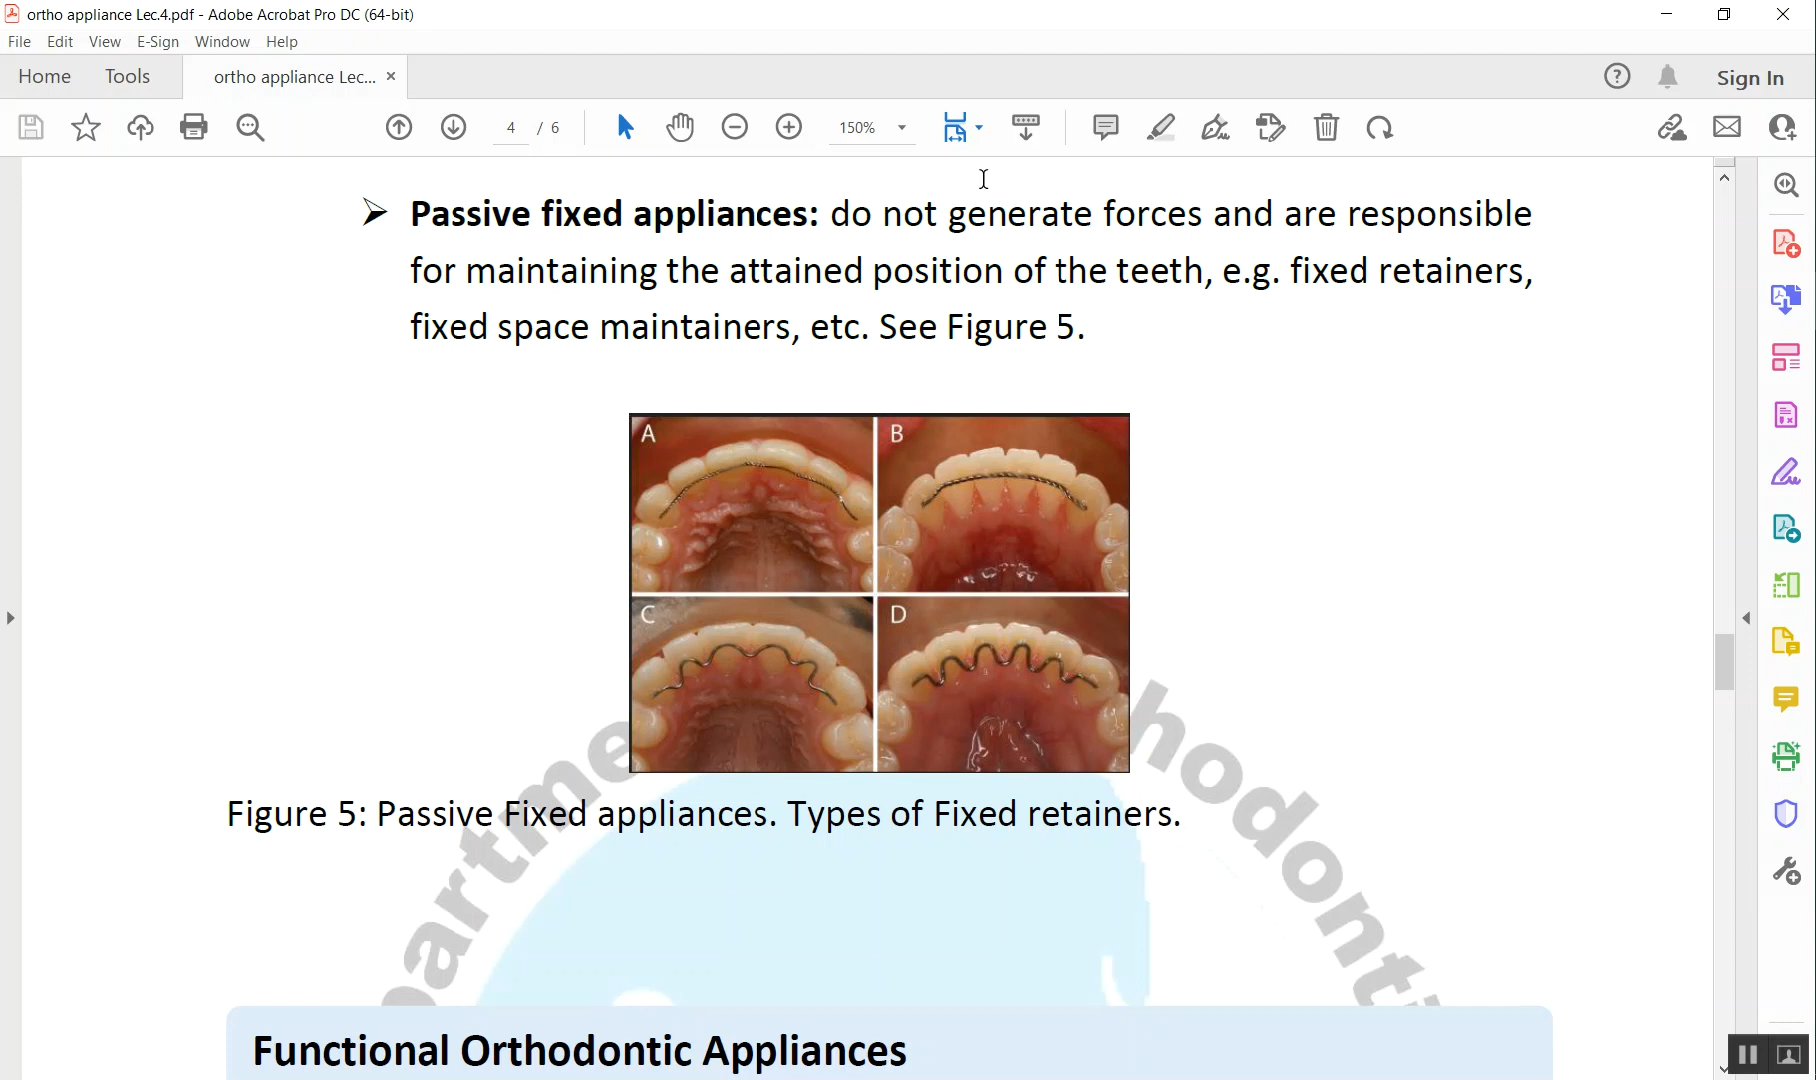 ortho appliance Lec.4.pdf - Adobe Acrobat Pro DC (64-bit)
File Edit View E-Sign Window Help
Home Tools ortho appliance Lec... × Sign In
4 / 6 150%
➢ Passive fixed appliances: do not generate forces and are responsible
for maintaining the attained position of the teeth, e.g. fixed retainers,
fixed space maintainers, etc. See Figure 5.
A B
C D
Figure 5: Passive Fixed appliances. Types of Fixed retainers.
Functional Orthodontic Appliances